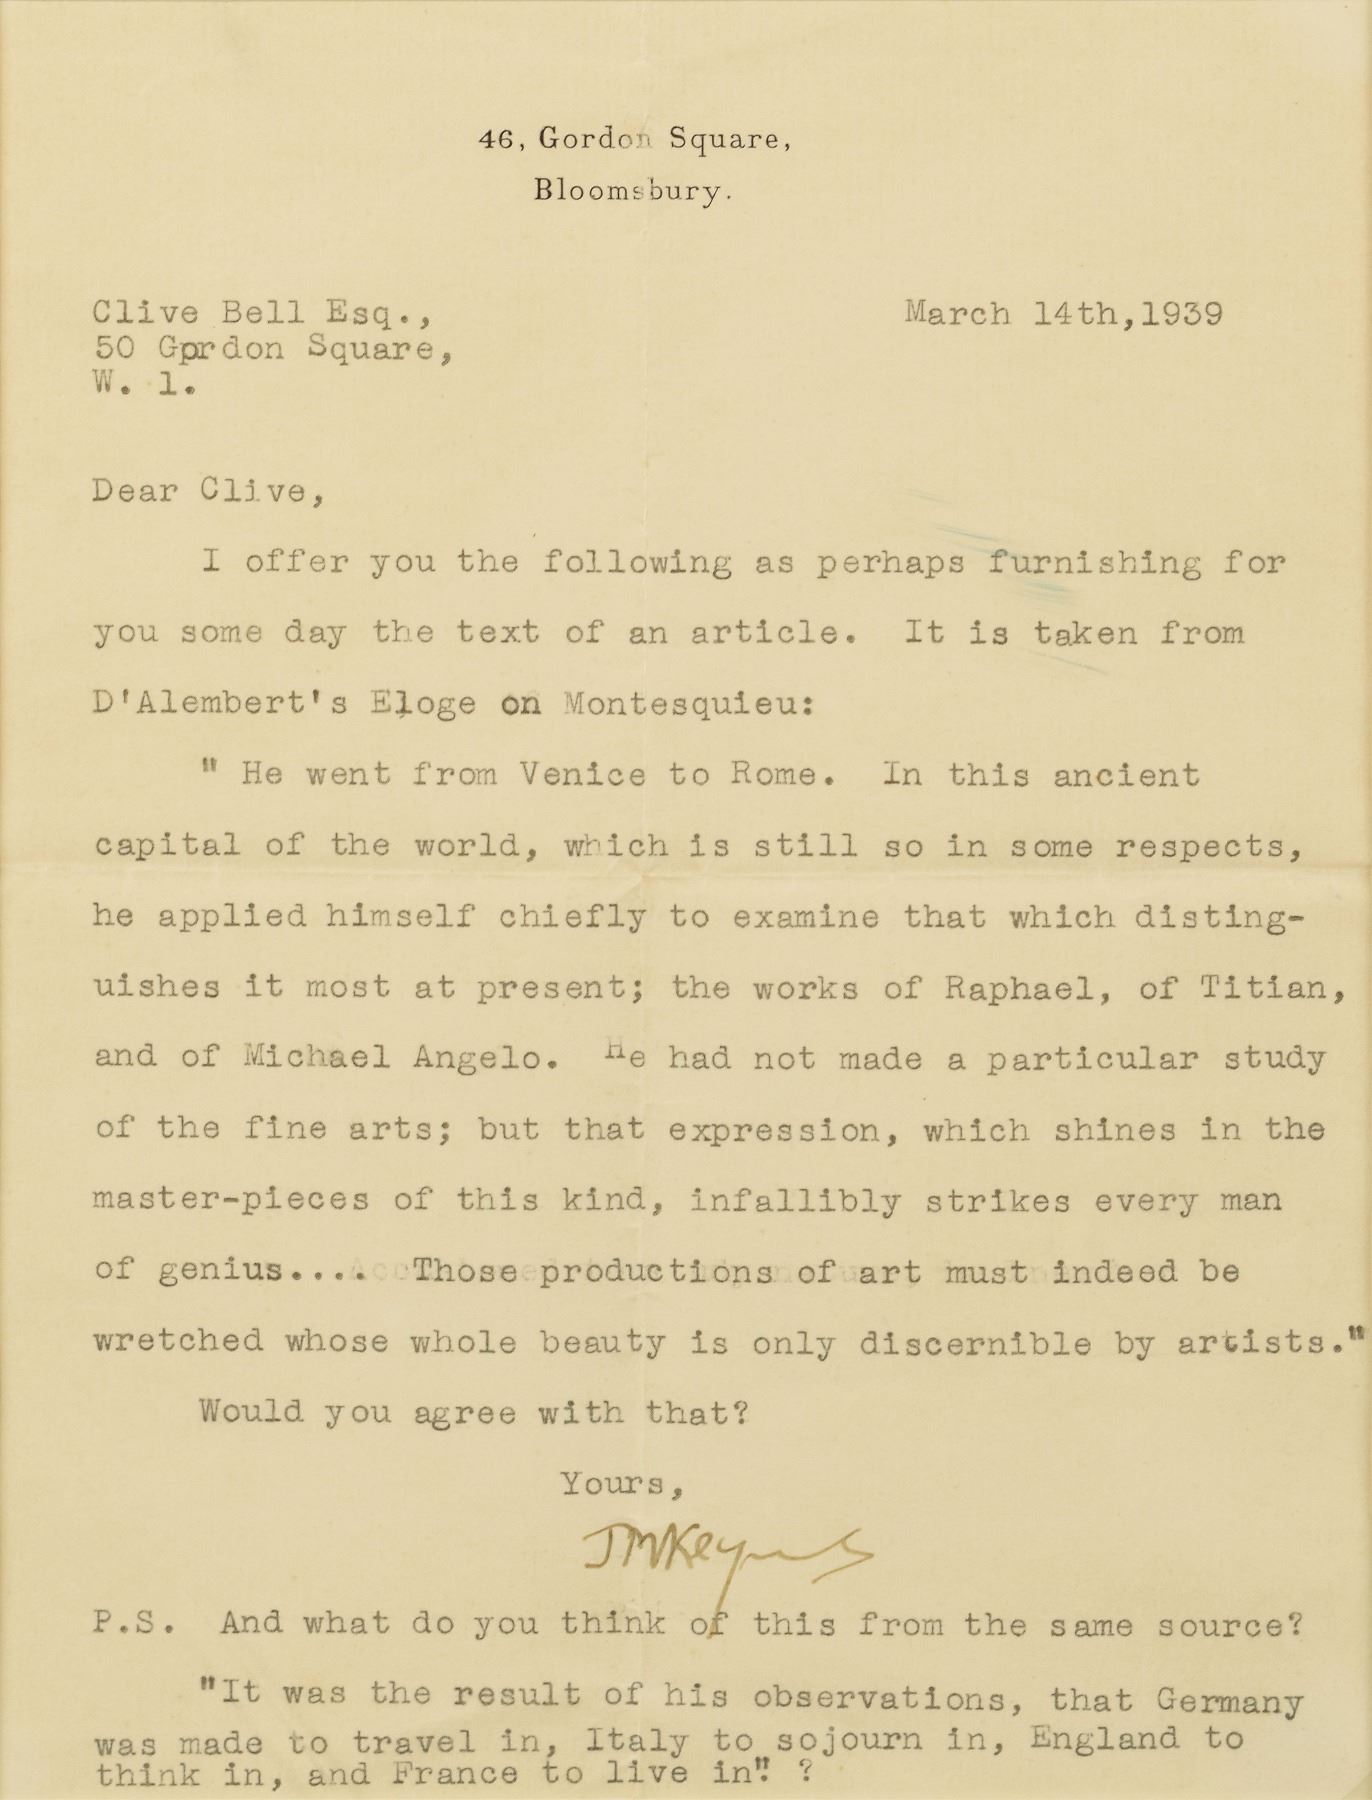 46, Gordon Square,
Bloomsbury.
Clive Bell Esq.,
March 14th,1939
50 Gordon Square,
W. 1.
Dear Clive,
I offer you the following as perhaps furnishing for
you some day the text of an article. It is taken from
D'Alembert's Eloge on Montesquieu:
" He went from Venice to Rome. In this ancient
capital of the world, which is still so in some respects,
he applied himself chiefly to examine that which disting-
uishes it most at present; the works of Raphael, of Titian,
and of Michael Angelo. He had not made a particular study
of the fine arts; but that expression, which shines in the
master-pieces of this kind, infallibly strikes every man
of genius.... Those productions of art must indeed be
wretched whose whole beauty is only discernible by artists."
Would you agree with that?
Yours,
JMKeynes
P.S. And what do you think of this from the same source?
"It was the result of his observations, that Germany
was made to travel in, Italy to sojourn in, England to
think in, and France to live in". ?